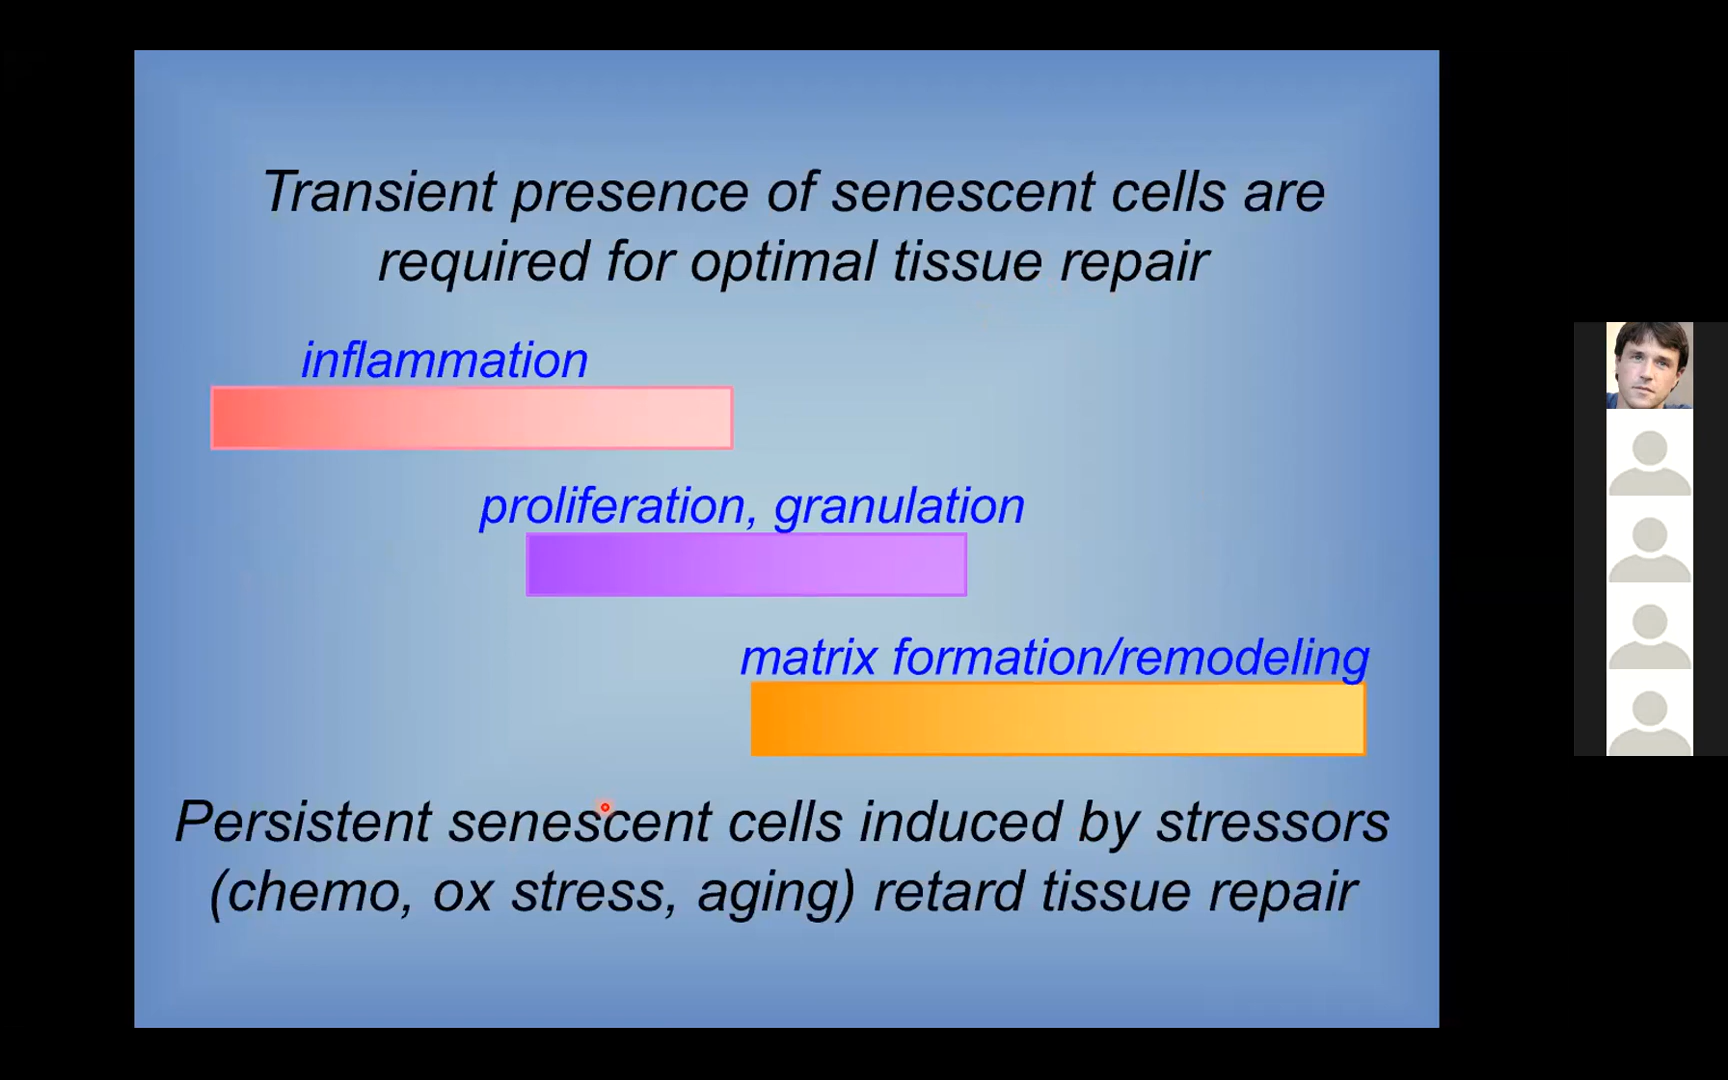 Transient presence of senescent cells are
required for optimal tissue repair
inflammation
proliferation, granulation
matrix formation/remodeling
Persistent senescent cells induced by stressors
(chemo, ox stress, aging) retard tissue repair